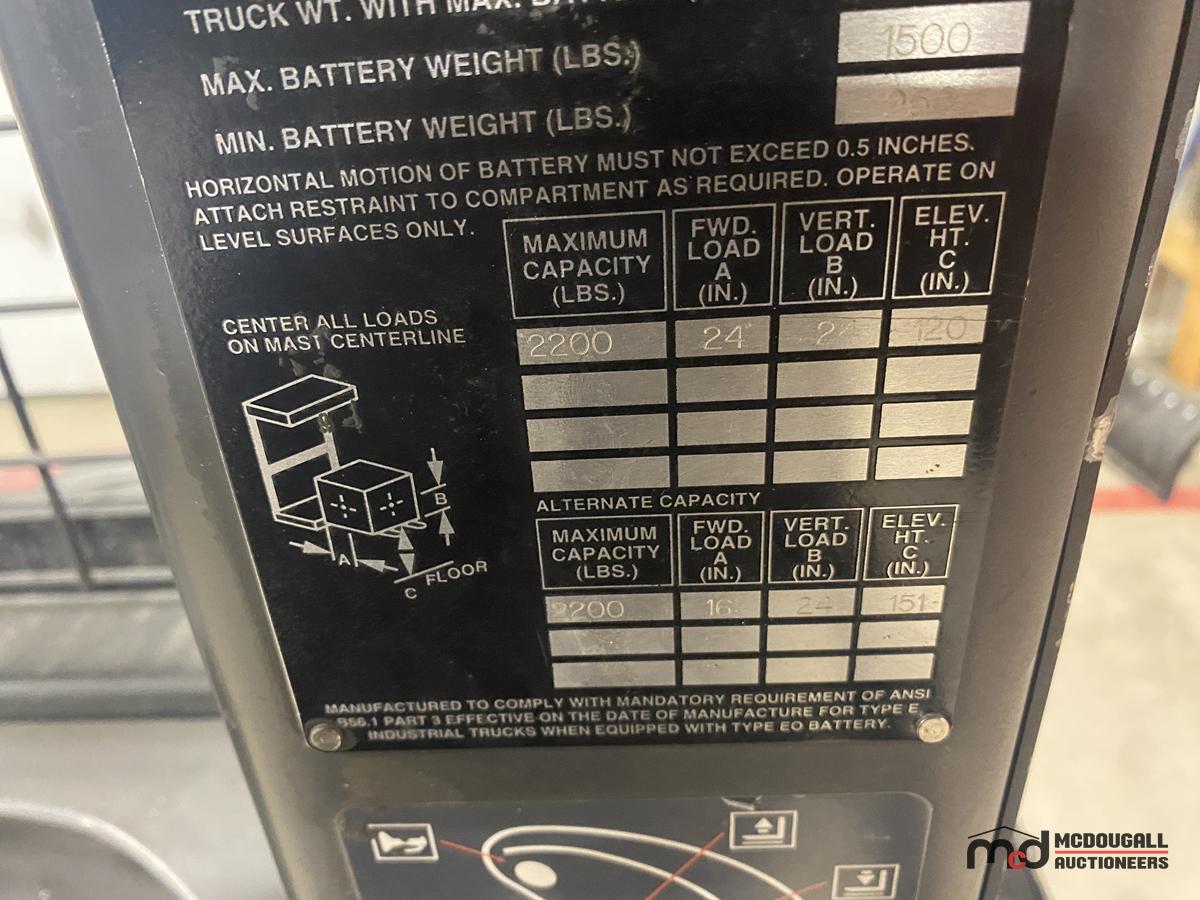 TRUCK WT. WITH MAX.
1500
MAX. BATTERY WEIGHT (LBS.)
MIN. BATTERY WEIGHT (LBS.)
HORIZONTAL MOTION OF BATTERY MUST NOT EXCEED 0.5 INCHES.
ATTACH RESTRAINT TO COMPARTMENT AS REQUIRED. OPERATE ON
LEVEL SURFACES ONLY.
MAXIMUM CAPACITY (LBS.) FWD. LOAD A (IN.) VERT. LOAD B (IN.) ELEV. HT. C (IN.)
2200 24" 24 120
CENTER ALL LOADS
ON MAST CENTERLINE
A
B
C FLOOR
ALTERNATE CAPACITY
MAXIMUM CAPACITY (LBS.) FWD. LOAD A (IN.) VERT. LOAD B (IN.) ELEV. HT. C (IN.)
2200 16 24 151
MANUFACTURED TO COMPLY WITH MANDATORY REQUIREMENT OF ANSI
B56.1 PART 3 EFFECTIVE ON THE DATE OF MANUFACTURE FOR TYPE E
INDUSTRIAL TRUCKS WHEN EQUIPPED WITH TYPE EO BATTERY.
mcd MCDOUGALL
AUCTIONEERS